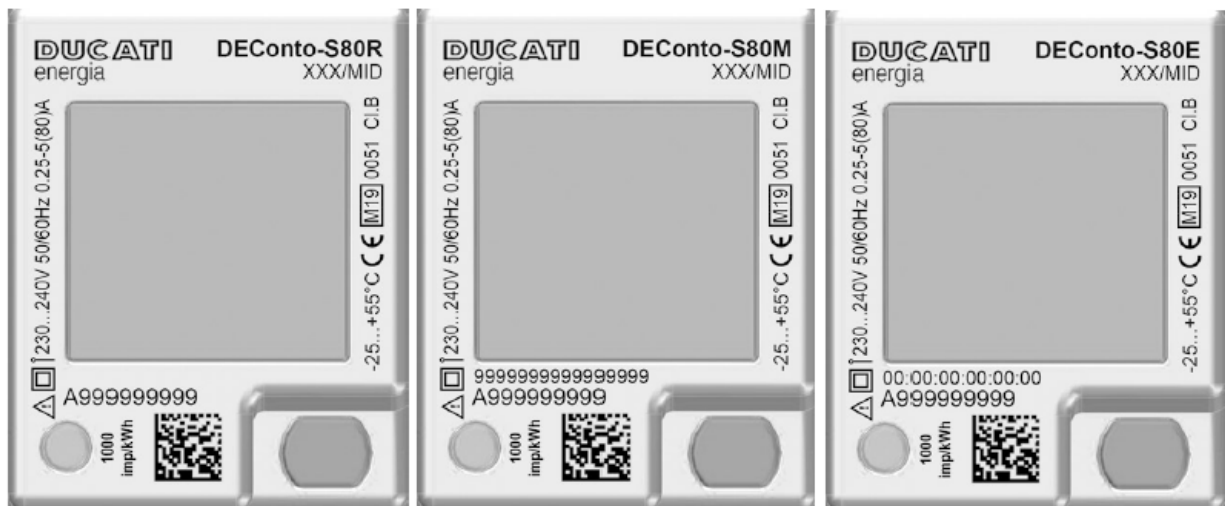 DUCATI
energia
DEConto-S80R
XXX/MID
230...240V 50/60Hz 0.25-5(80)A
-25...+55°C CE M19 0051 Cl.B
A999999999
1000
imp/kWh
DUCATI
energia
DEConto-S80M
XXX/MID
230...240V 50/60Hz 0.25-5(80)A
-25...+55°C CE M19 0051 Cl.B
9999999999999999
A999999999
1000
imp/kWh
DUCATI
energia
DEConto-S80E
XXX/MID
230...240V 50/60Hz 0.25-5(80)A
-25...+55°C CE M19 0051 Cl.B
00:00:00:00:00:00
A999999999
1000
imp/kWh